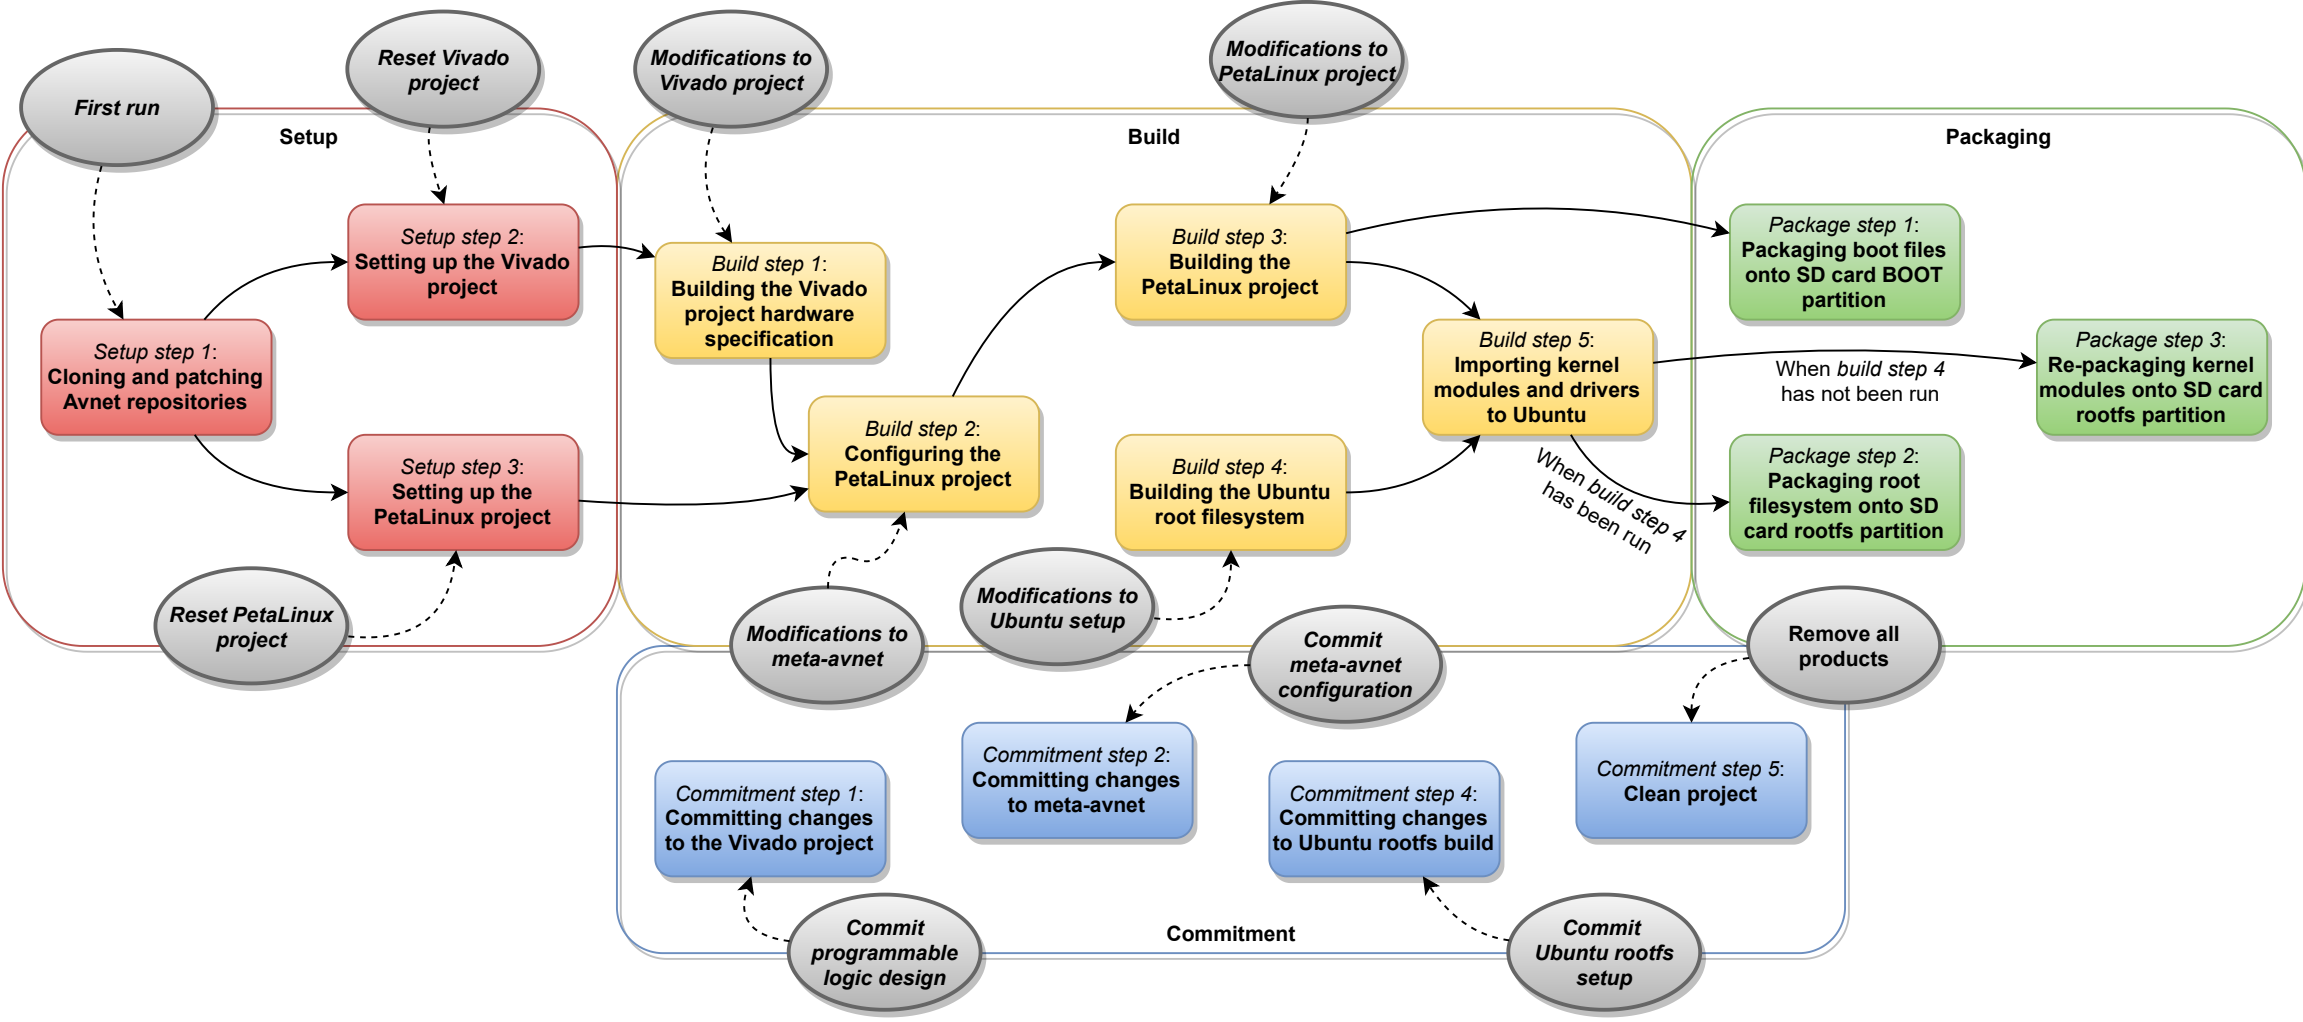 First run
Reset Vivado
project
Modifications to
Vivado project
Modifications to
PetaLinux project
Setup
Build
Packaging
Setup step 1:
Cloning and patching
Avnet repositories
Setup step 2:
Setting up the Vivado
project
Setup step 3:
Setting up the
PetaLinux project
Reset PetaLinux
project
Build step 1:
Building the Vivado
project hardware
specification
Build step 2:
Configuring the
PetaLinux project
Build step 3:
Building the
PetaLinux project
Build step 4:
Building the Ubuntu
root filesystem
Build step 5:
Importing kernel
modules and drivers
to Ubuntu
When build step 4
has not been run
When build step 4
has been run
Package step 1:
Packaging boot files
onto SD card BOOT
partition
Package step 3:
Re-packaging kernel
modules onto SD card
rootfs partition
Package step 2:
Packaging root
filesystem onto SD
card rootfs partition
Modifications to
meta-avnet
Modifications to
Ubuntu setup
Commit
meta-avnet
configuration
Remove all
products
Commitment step 1:
Committing changes
to the Vivado project
Commitment step 2:
Committing changes
to meta-avnet
Commitment step 4:
Committing changes
to Ubuntu rootfs build
Commitment step 5:
Clean project
Commit
programmable
logic design
Commitment
Commit
Ubuntu rootfs
setup